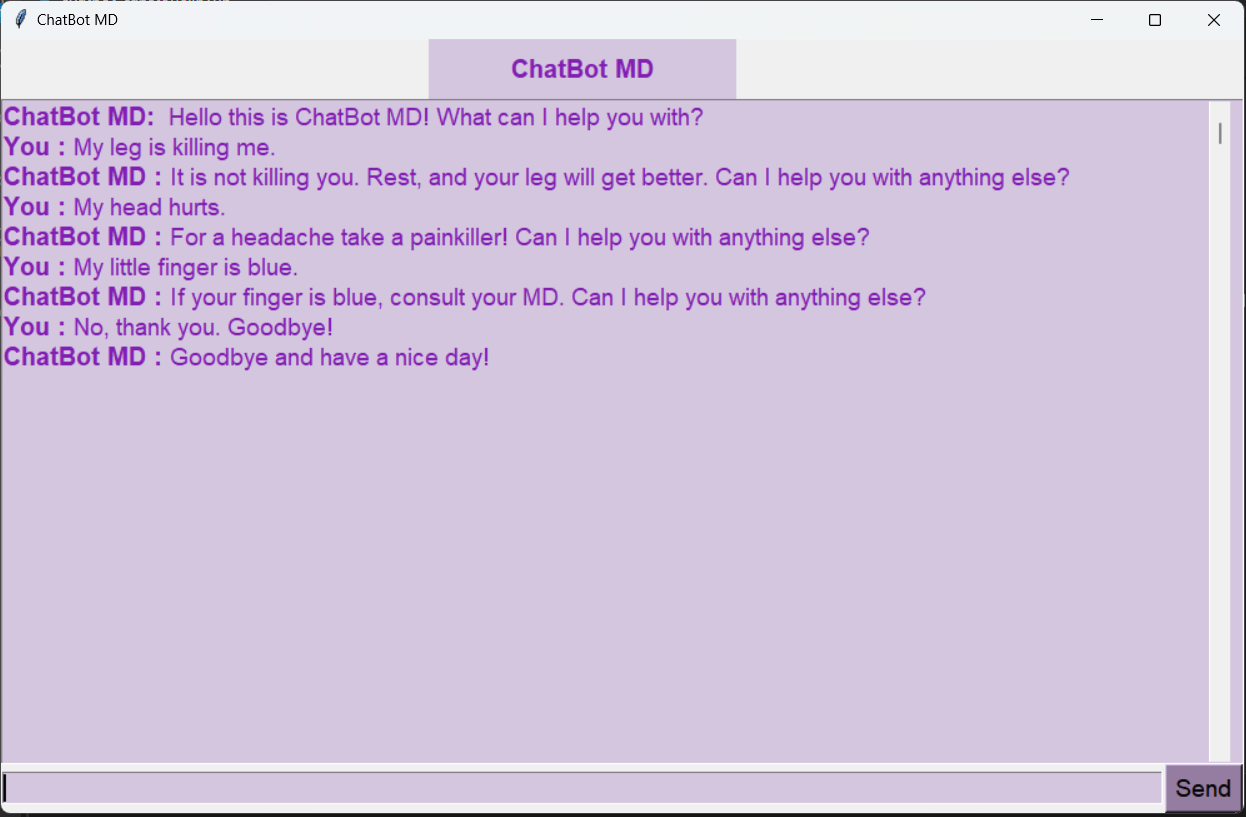 ChatBot MD
ChatBot MD
ChatBot MD:  Hello this is ChatBot MD! What can I help you with?
You : My leg is killing me.
ChatBot MD : It is not killing you. Rest, and your leg will get better. Can I help you with anything else?
You : My head hurts.
ChatBot MD : For a headache take a painkiller! Can I help you with anything else?
You : My little finger is blue.
ChatBot MD : If your finger is blue, consult your MD. Can I help you with anything else?
You : No, thank you. Goodbye!
ChatBot MD : Goodbye and have a nice day!
Send